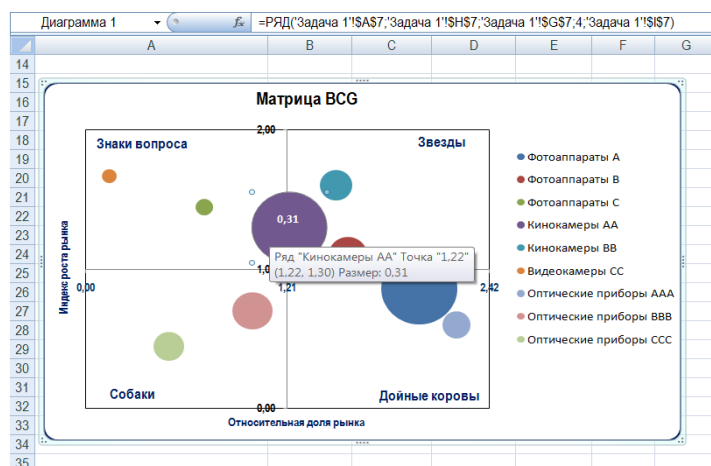 Диаграмма 1
fx
=РЯД('Задача 1'!$A$7;'Задача 1'!$H$7;'Задача 1'!$G$7;4;'Задача 1'!$I$7)
A B C D E F G
14
15
16
17
18
19
20
21
22
23
24
25
26
27
28
29
30
31
32
33
34
35
Матрица BCG
2,00
Знаки вопроса
Звезды
0,31
Ряд "Кинокамеры АА" Точка "1,22"
(1,22, 1,30) Размер: 0,31
0,00
1,21
2,42
Индекс роста рынка
Собаки
Дойные коровы
0,00
Относительная доля рынка
Фотоаппараты А
Фотоаппараты В
Фотоаппараты С
Кинокамеры АА
Кинокамеры ВВ
Видеокамеры СС
Оптические приборы ААА
Оптические приборы ВВВ
Оптические приборы ССС